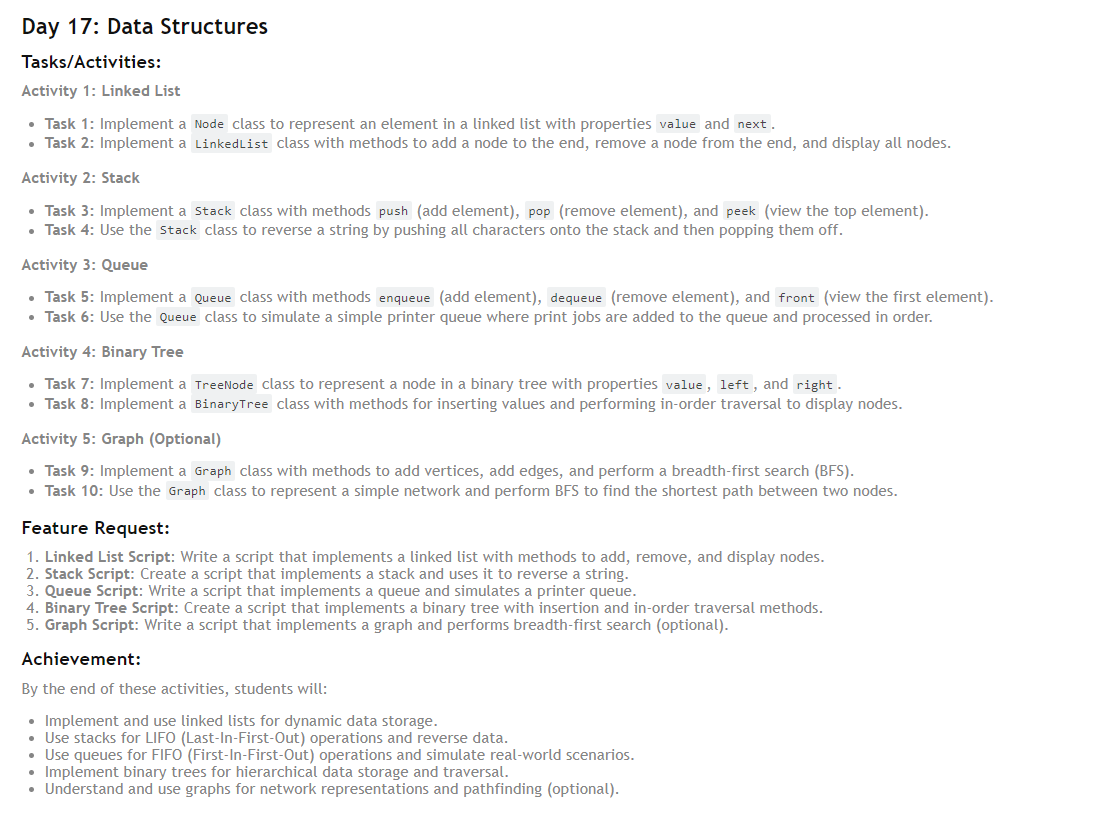 Day 17: Data Structures
Tasks/Activities:
Activity 1: Linked List
• Task 1: Implement a Node class to represent an element in a linked list with properties value and next.
• Task 2: Implement a LinkedList class with methods to add a node to the end, remove a node from the end, and display all nodes.
Activity 2: Stack
• Task 3: Implement a Stack class with methods push (add element), pop (remove element), and peek (view the top element).
• Task 4: Use the Stack class to reverse a string by pushing all characters onto the stack and then popping them off.
Activity 3: Queue
• Task 5: Implement a Queue class with methods enqueue (add element), dequeue (remove element), and front (view the first element).
• Task 6: Use the Queue class to simulate a simple printer queue where print jobs are added to the queue and processed in order.
Activity 4: Binary Tree
• Task 7: Implement a TreeNode class to represent a node in a binary tree with properties value, left, and right.
• Task 8: Implement a BinaryTree class with methods for inserting values and performing in-order traversal to display nodes.
Activity 5: Graph (Optional)
• Task 9: Implement a Graph class with methods to add vertices, add edges, and perform a breadth-first search (BFS).
• Task 10: Use the Graph class to represent a simple network and perform BFS to find the shortest path between two nodes.
Feature Request:
1. Linked List Script: Write a script that implements a linked list with methods to add, remove, and display nodes.
2. Stack Script: Create a script that implements a stack and uses it to reverse a string.
3. Queue Script: Write a script that implements a queue and simulates a printer queue.
4. Binary Tree Script: Create a script that implements a binary tree with insertion and in-order traversal methods.
5. Graph Script: Write a script that implements a graph and performs breadth-first search (optional).
Achievement:
By the end of these activities, students will:
• Implement and use linked lists for dynamic data storage.
• Use stacks for LIFO (Last-In-First-Out) operations and reverse data.
• Use queues for FIFO (First-In-First-Out) operations and simulate real-world scenarios.
• Implement binary trees for hierarchical data storage and traversal.
• Understand and use graphs for network representations and pathfinding (optional).